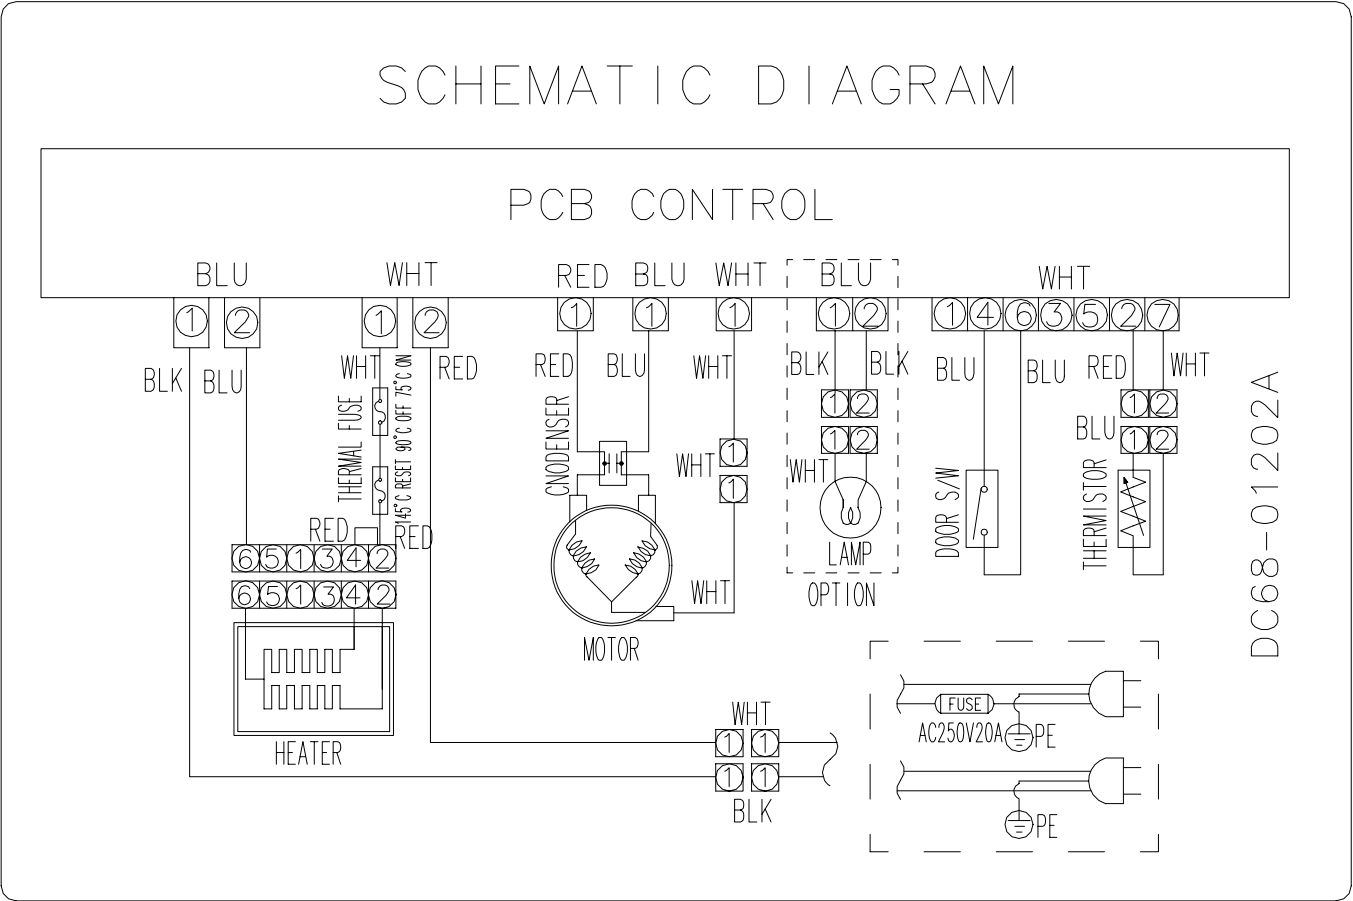 SCHEMATIC DIAGRAM
PCB CONTROL
BLU WHT RED BLU WHT BLU WHT
1 2 1 2 1 1 1 1 2 1 4 6 3 5 2 7
BLK BLU WHT RED RED BLU WHT BLK BLK BLU BLU RED WHT
THERMAL FUSE
145°C RESET 90°C OFF 75°C ON
CNODENSER
1 2 1 2
1 2 BLU 1 2
WHT 1
1
WHT
DOOR S/W
THERMISTOR
DC68-01202A
RED RED
LAMP
6 5 1 3 4 2
6 5 1 3 4 2
WHT
OPTION
MOTOR
HEATER
WHT
1 1
1 1
BLK
FUSE
AC250V20A
PE
PE